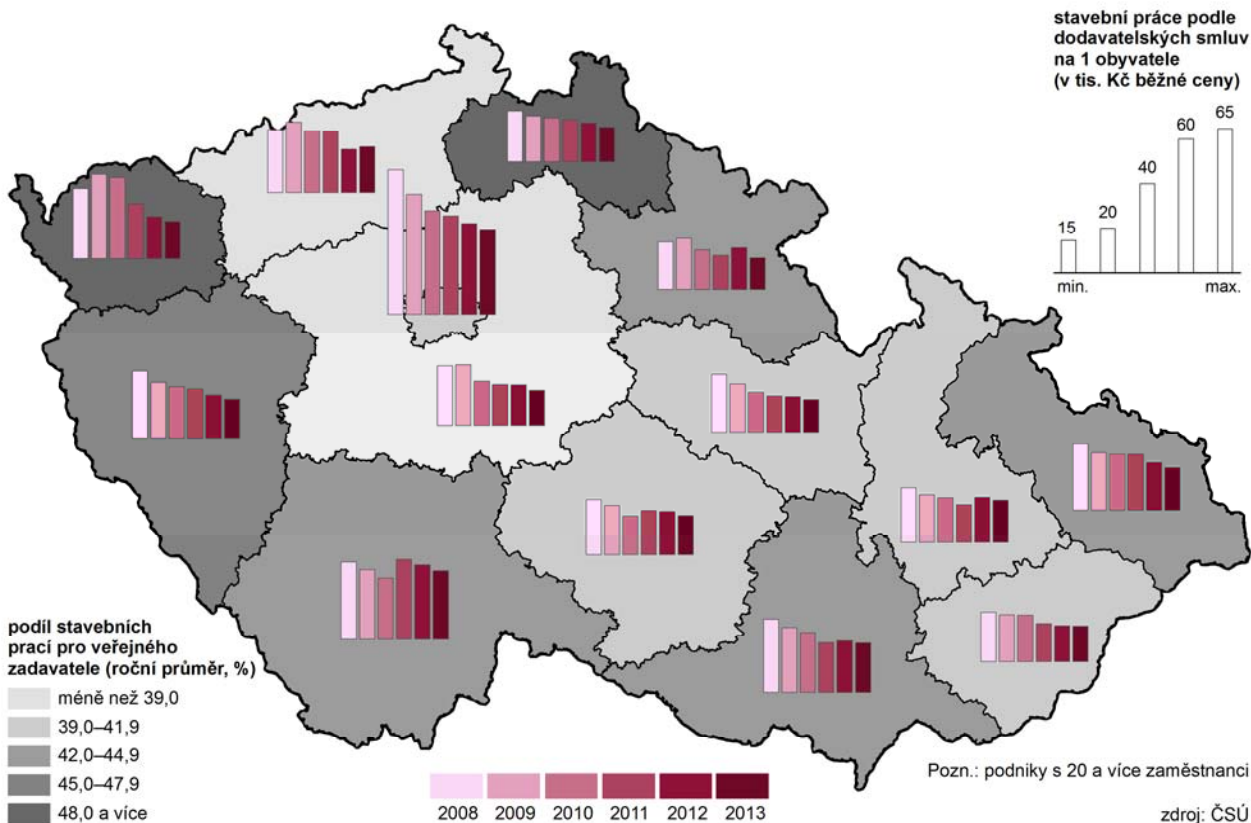 stavební práce podle
dodavatelských smluv
na 1 obyvatele
(v tis. Kč běžné ceny)
15
20
40
60
65
min.
max.
podíl stavebních
prací pro veřejného
zadavatele (roční průměr, %)
méně než 39,0
39,0–41,9
42,0–44,9
45,0–47,9
48,0 a více
2008
2009
2010
2011
2012
2013
Pozn.: podniky s 20 a více zaměstnanci
zdroj: ČSÚ